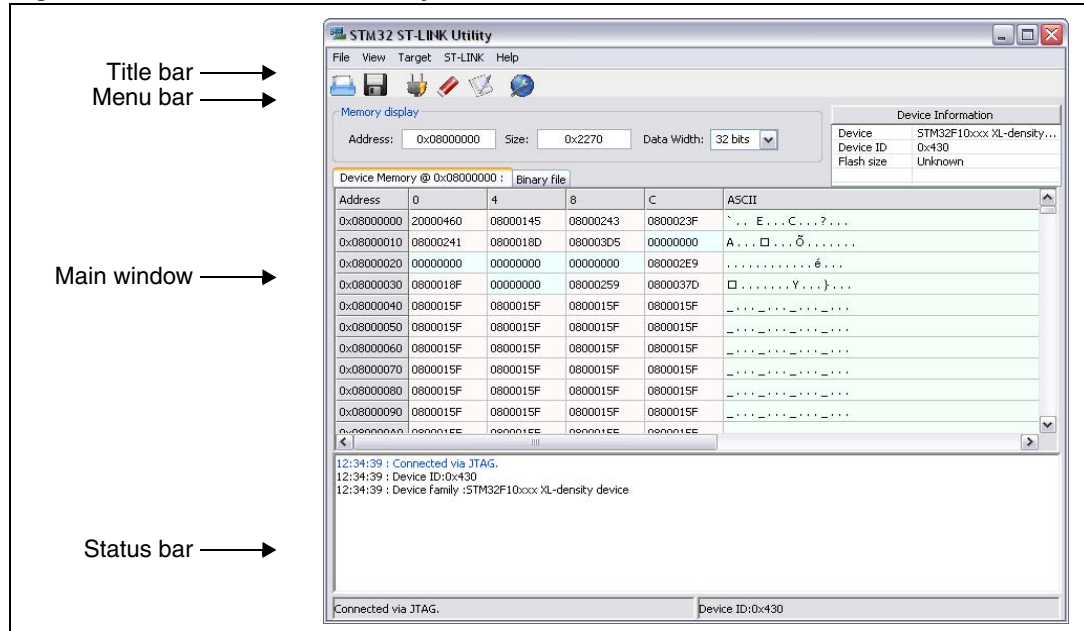 STM32 ST-LINK Utility
File View Target ST-LINK Help
Title bar
Menu bar
Memory display
Address: 0x08000000 Size: 0x2270 Data Width: 32 bits
Device Information
Device STM32F10xxx XL-density...
Device ID 0x430
Flash size Unknown
Device Memory @ 0x08000000 : Binary file
Address 0 4 8 C ASCII
0x08000000 20000460 08000145 08000243 0800023F `.. E...C...?...
0x08000010 08000241 0800018D 080003D5 00000000 A...□...Õ.......
0x08000020 00000000 00000000 00000000 080002E9 ............é...
Main window
0x08000030 0800018F 00000000 08000259 0800037D □.......Y...}...
0x08000040 0800015F 0800015F 0800015F 0800015F _..._..._..._...
0x08000050 0800015F 0800015F 0800015F 0800015F _..._..._..._...
0x08000060 0800015F 0800015F 0800015F 0800015F _..._..._..._...
0x08000070 0800015F 0800015F 0800015F 0800015F _..._..._..._...
0x08000080 0800015F 0800015F 0800015F 0800015F _..._..._..._...
0x08000090 0800015F 0800015F 0800015F 0800015F _..._..._..._...
12:34:39 : Connected via JTAG.
12:34:39 : Device ID:0x430
12:34:39 : Device family :STM32F10xxx XL-density device
Status bar
Connected via JTAG. Device ID:0x430